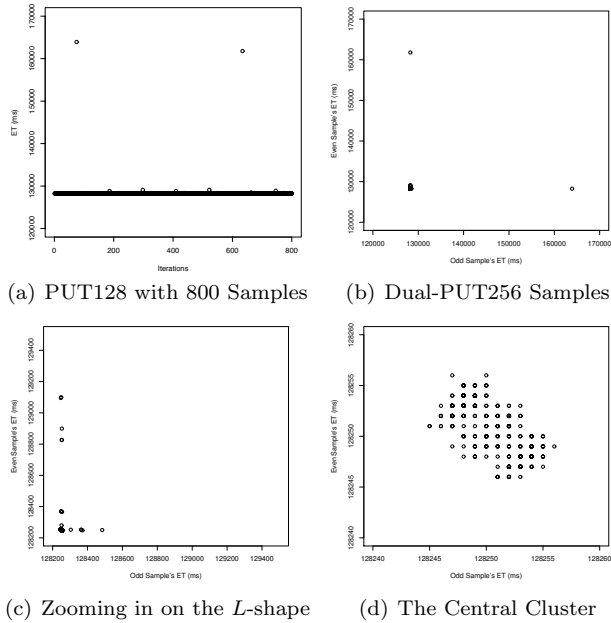 170000
160000
150000
140000
130000
120000
ET (ms)
0 200 400 600 800
Iterations
(a) PUT128 with 800 Samples
170000
160000
150000
140000
130000
120000
Even Sample's ET (ms)
120000 130000 140000 150000 160000 170000
Odd Sample's ET (ms)
(b) Dual-PUT256 Samples
129400
129200
129000
128800
128600
128400
128200
Even Sample's ET (ms)
128200 128400 128600 128800 129000 129200 129400
Odd Sample's ET (ms)
(c) Zooming in on the L-shape
128260
128255
128250
128245
128240
Even Sample's ET (ms)
128240 128245 128250 128255 128260
Odd Sample's ET (ms)
(d) The Central Cluster